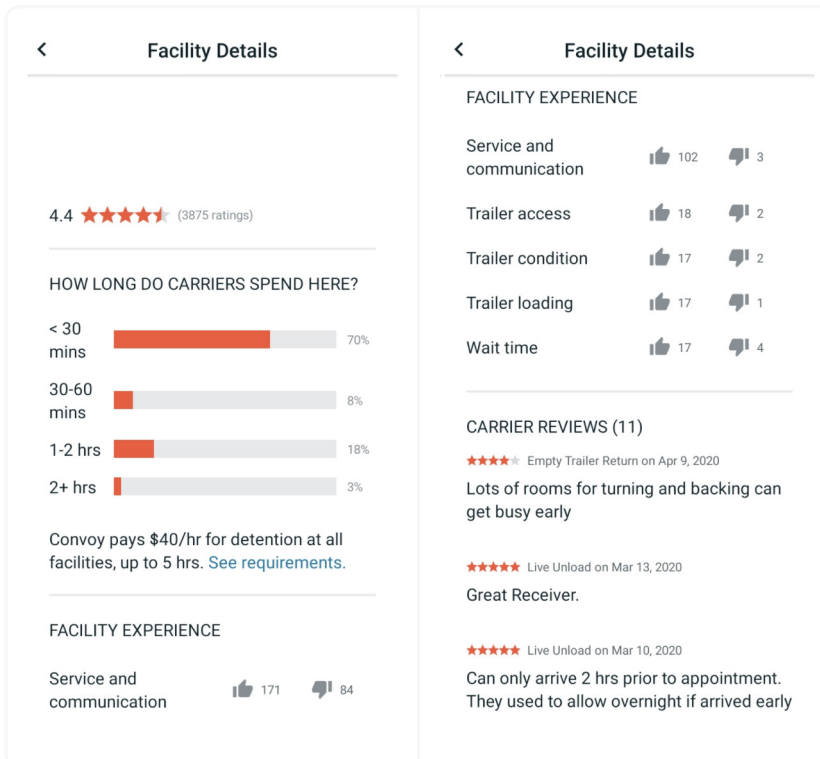 Facility Details
4.4 (3875 ratings)
HOW LONG DO CARRIERS SPEND HERE?
< 30
mins
70%
30-60
mins
8%
1-2 hrs
18%
2+ hrs
3%
Convoy pays $40/hr for detention at all
facilities, up to 5 hrs. See requirements.
FACILITY EXPERIENCE
Service and
communication
171
84
Facility Details
FACILITY EXPERIENCE
Service and
communication
102
3
Trailer access
18
2
Trailer condition
17
2
Trailer loading
17
1
Wait time
17
4
CARRIER REVIEWS (11)
Empty Trailer Return on Apr 9, 2020
Lots of rooms for turning and backing can
get busy early
Live Unload on Mar 13, 2020
Great Receiver.
Live Unload on Mar 10, 2020
Can only arrive 2 hrs prior to appointment.
They used to allow overnight if arrived early